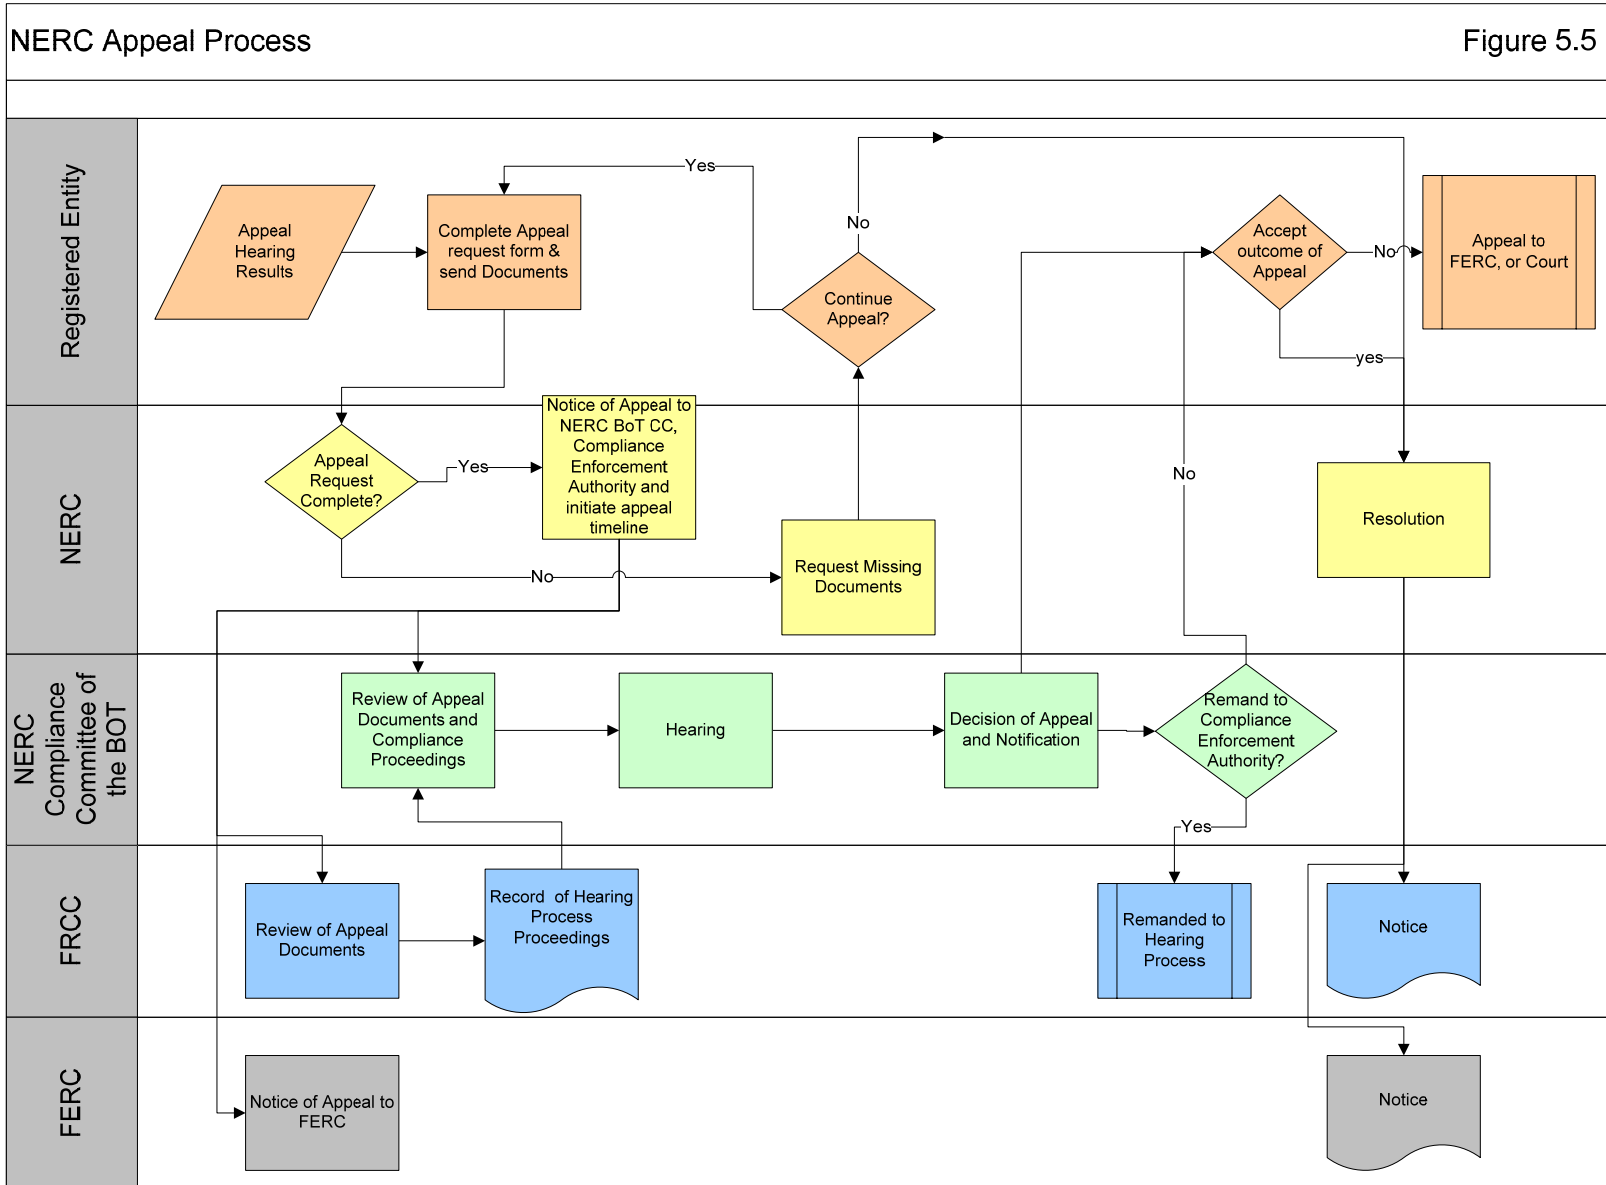 NERC Appeal Process
Figure 5.5
Registered Entity
Appeal
Hearing
Results
Complete Appeal
request form &
send Documents
Yes
No
Continue
Appeal?
Accept
outcome of
Appeal
No
Appeal to
FERC, or Court
yes
NERC
Appeal
Request
Complete?
Yes
Notice of Appeal to
NERC BoT CC,
Compliance
Enforcement
Authority and
initiate appeal
timeline
No
Request Missing
Documents
No
Resolution
NERC
Compliance
Committee of
the BOT
Review of Appeal
Documents and
Compliance
Proceedings
Hearing
Decision of Appeal
and Notification
Remand to
Compliance
Enforcement
Authority?
Yes
FRCC
Review of Appeal
Documents
Record  of Hearing
Process
Proceedings
Remanded to
Hearing
Process
Notice
FERC
Notice of Appeal to
FERC
Notice